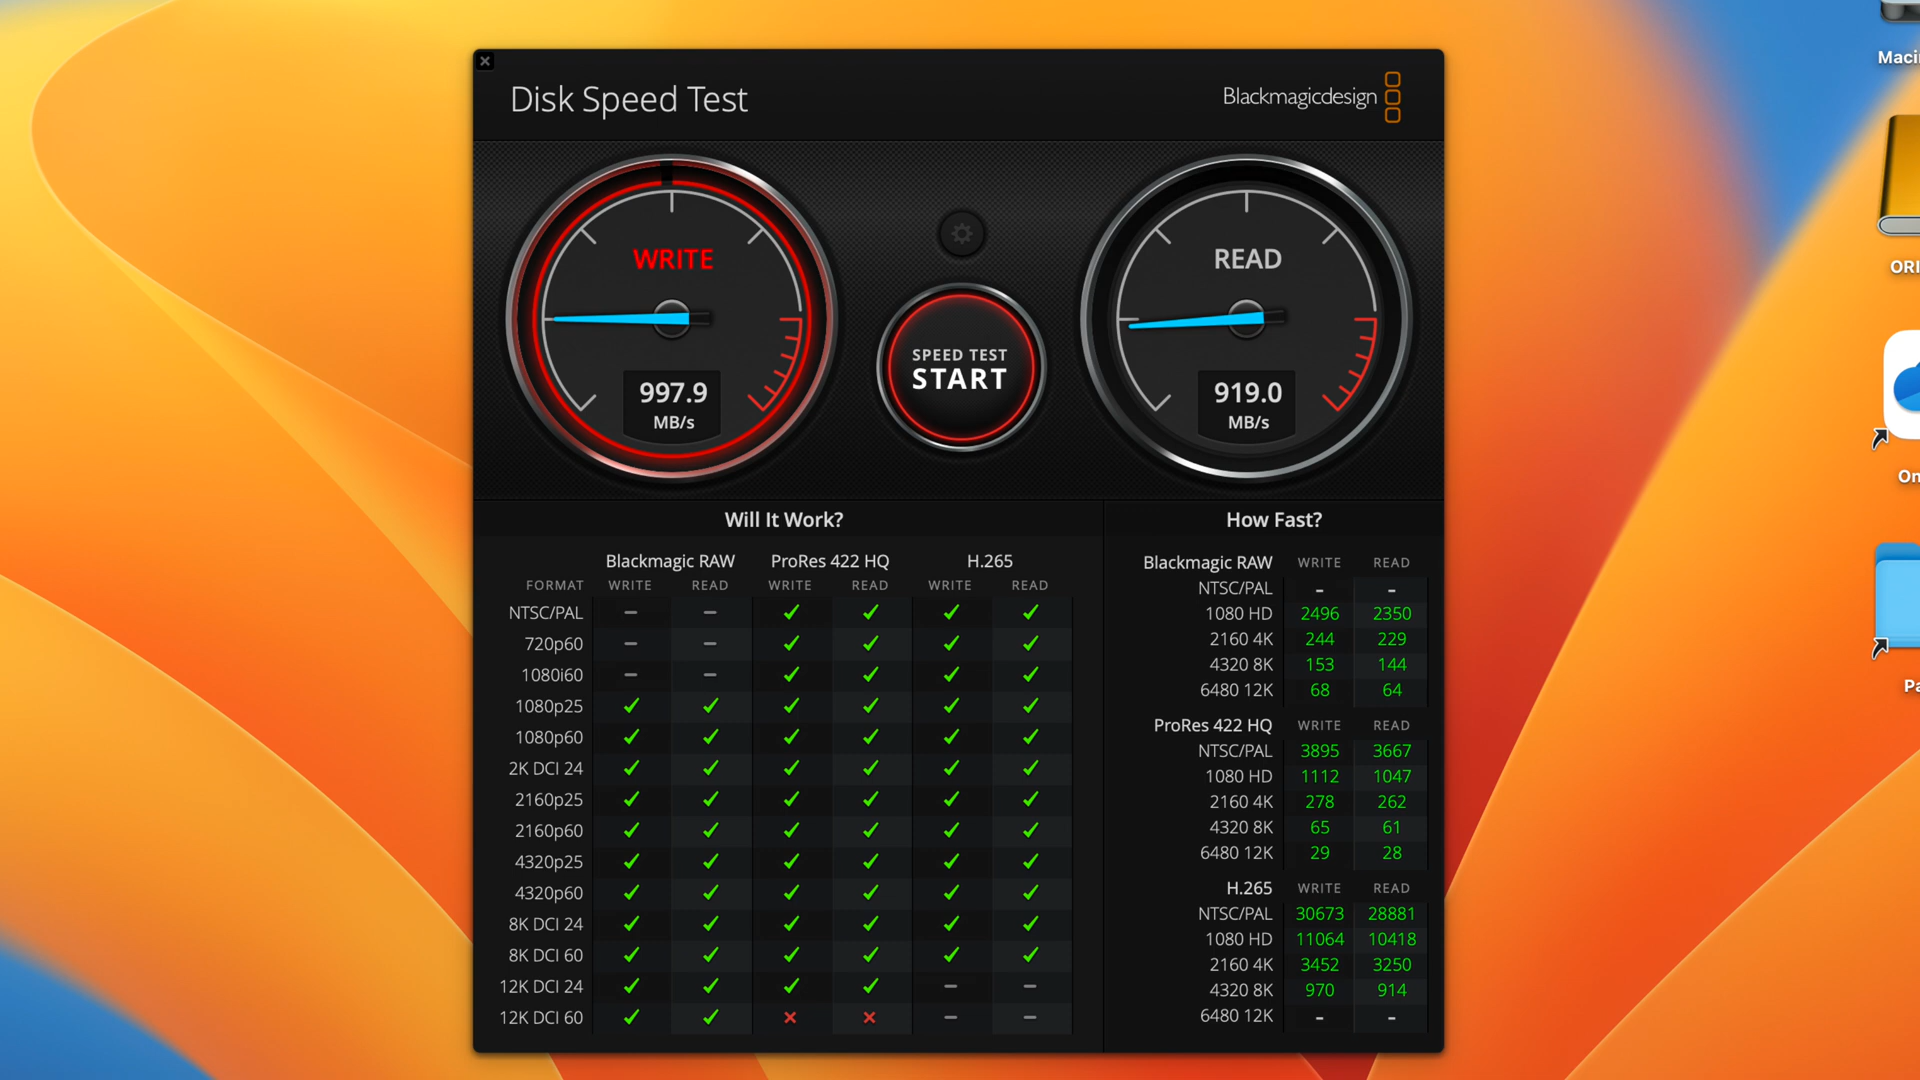 Disk Speed Test
Blackmagicdesign
WRITE
997.9
MB/s
SPEED TEST
START
READ
919.0
MB/s
Will It Work?
Blackmagic RAW ProRes 422 HQ H.265
FORMAT WRITE READ WRITE READ WRITE READ
NTSC/PAL – – ✓ ✓ ✓ ✓
720p60 – – ✓ ✓ ✓ ✓
1080i60 – – ✓ ✓ ✓ ✓
1080p25 ✓ ✓ ✓ ✓ ✓ ✓
1080p60 ✓ ✓ ✓ ✓ ✓ ✓
2K DCI 24 ✓ ✓ ✓ ✓ ✓ ✓
2160p25 ✓ ✓ ✓ ✓ ✓ ✓
2160p60 ✓ ✓ ✓ ✓ ✓ ✓
4320p25 ✓ ✓ ✓ ✓ ✓ ✓
4320p60 ✓ ✓ ✓ ✓ ✓ ✓
8K DCI 24 ✓ ✓ ✓ ✓ ✓ ✓
8K DCI 60 ✓ ✓ ✓ ✓ ✓ ✓
12K DCI 24 ✓ ✓ ✓ ✓ – –
12K DCI 60 ✓ ✓ ✗ ✗ – –
How Fast?
Blackmagic RAW WRITE READ
NTSC/PAL - -
1080 HD 2496 2350
2160 4K 244 229
4320 8K 153 144
6480 12K 68 64
ProRes 422 HQ WRITE READ
NTSC/PAL 3895 3667
1080 HD 1112 1047
2160 4K 278 262
4320 8K 65 61
6480 12K 29 28
H.265 WRITE READ
NTSC/PAL 30673 28881
1080 HD 11064 10418
2160 4K 3452 3250
4320 8K 970 914
6480 12K - -
Maci
ORI
On
Pa